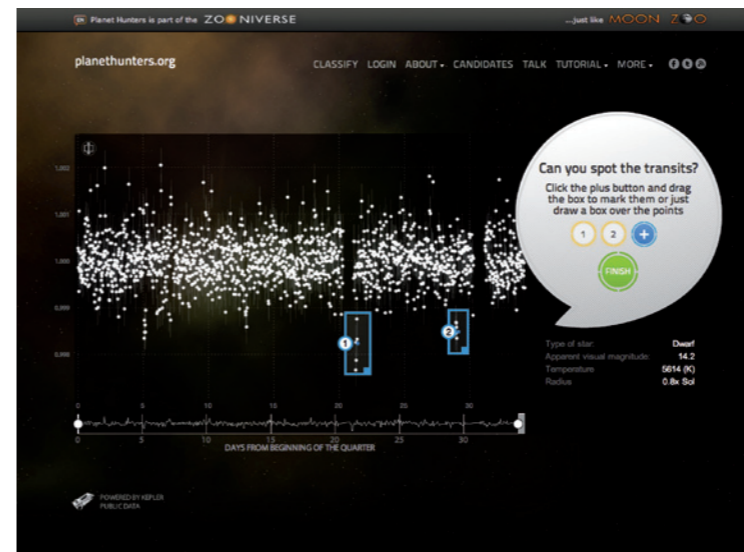 Planet Hunters is part of the ZOONIVERSE
...just like MOON ZOO
planethunters.org
CLASSIFY LOGIN ABOUT CANDIDATES TALK TUTORIAL MORE
Can you spot the transits?
Click the plus button and drag
the box to mark them or just
draw a box over the points
1 2 +
FINISH
1,002
1,001
1,000
0,999
0,998
1
2
Type of star: Dwarf
Apparent visual magnitude: 14.2
Temperature 5614 (K)
Radius 0.8x Sol
0 5 10 15 20 25 30
0 5 10 15 20 25 30
DAYS FROM BEGINNING OF THE QUARTER
POWERED BY KEPLER
PUBLIC DATA